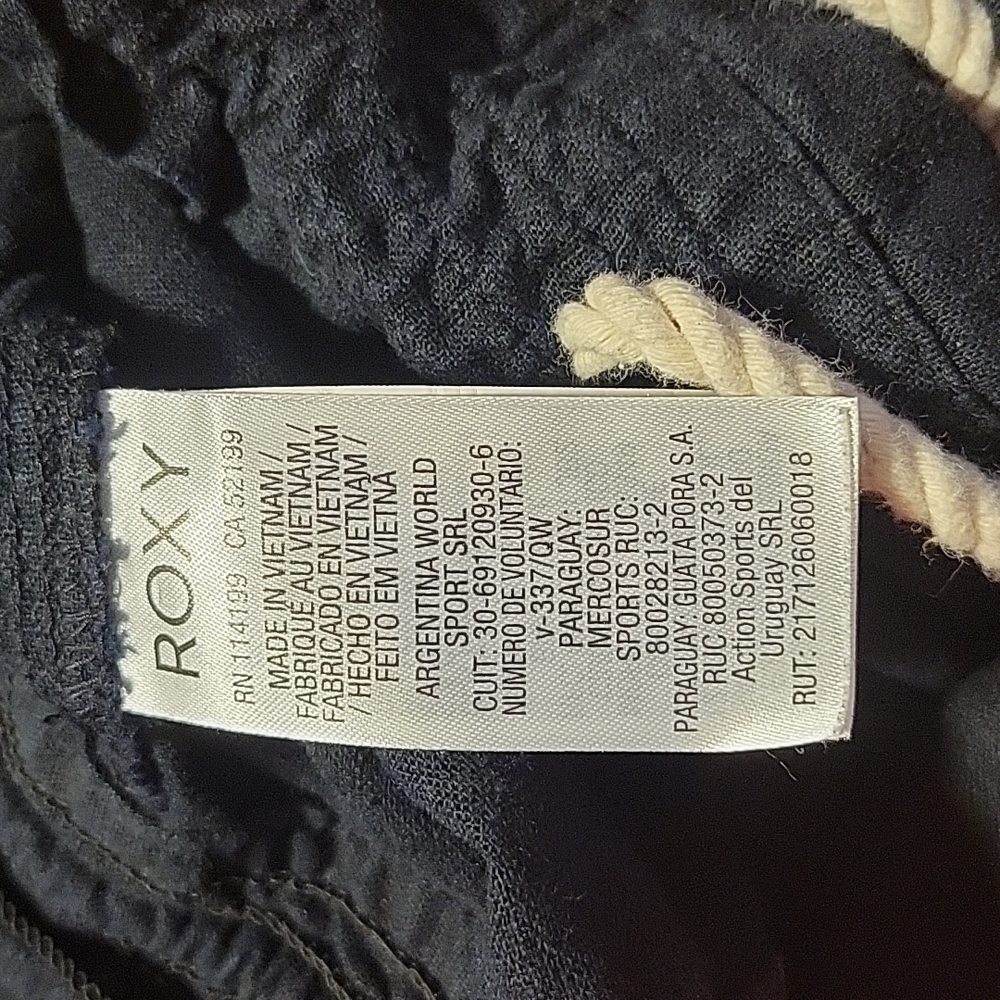 ROXY
RN 114199 CA 52199
MADE IN VIETNAM /
FABRIQUÉ AU VIETNAM /
FABRICADO EN VIETNAM
/ HECHO EN VIETNAM /
FEITO EM VIETNÃ
ARGENTINA WORLD
SPORT SRL
CUIT: 30-69120930-6
NUMERO DE VOLUNTARIO:
V-337/QW
PARAGUAY:
MERCOSUR
SPORTS RUC:
80028213-2
PARAGUAY. GUATA PORA S.A.
RUC 80050373-2
Action Sports del
Uruguay SRL
RUT: 217126060018